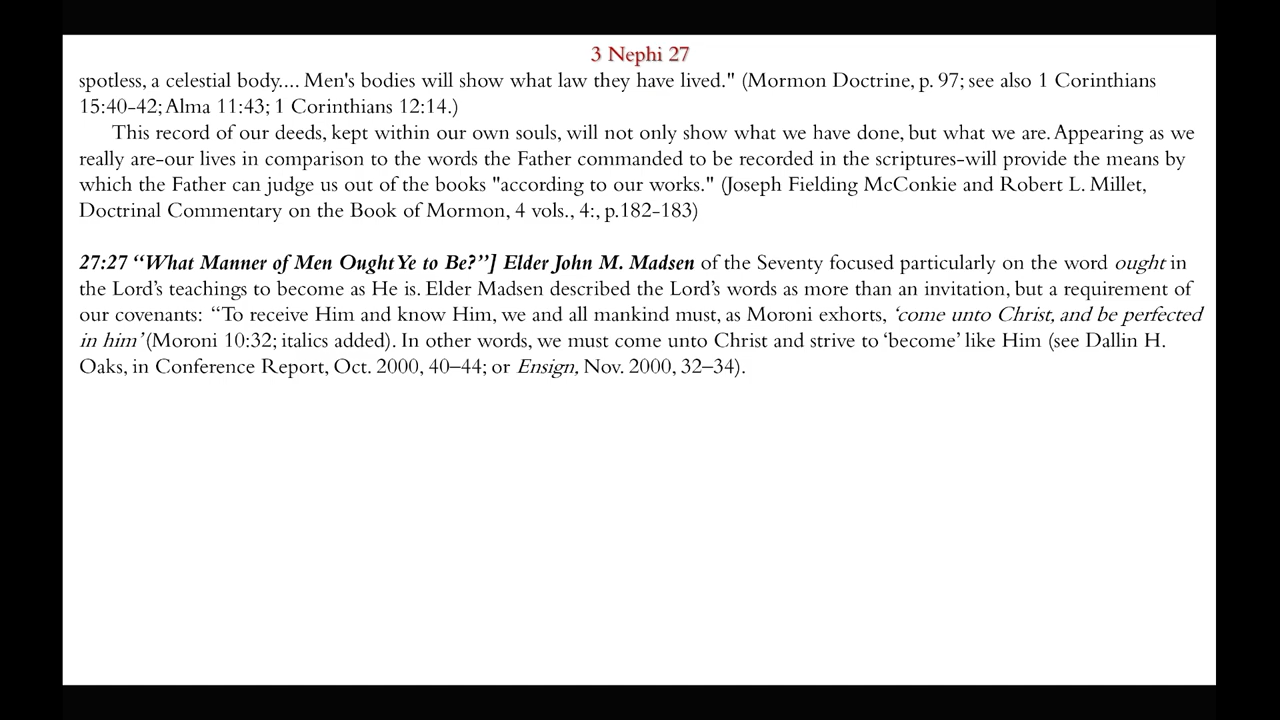 3 Nephi 27
spotless, a celestial body.... Men's bodies will show what law they have lived." (Mormon Doctrine, p. 97; see also 1 Corinthians
15:40-42; Alma 11:43; 1 Corinthians 12:14.)
This record of our deeds, kept within our own souls, will not only show what we have done, but what we are. Appearing as we
really are-our lives in comparison to the words the Father commanded to be recorded in the scriptures-will provide the means by
which the Father can judge us out of the books "according to our works." (Joseph Fielding McConkie and Robert L. Millet,
Doctrinal Commentary on the Book of Mormon, 4 vols., 4:, p.182-183)
27:27 “What Manner of Men Ought Ye to Be?”] Elder John M. Madsen of the Seventy focused particularly on the word ought in
the Lord’s teachings to become as He is. Elder Madsen described the Lord’s words as more than an invitation, but a requirement of
our covenants: “To receive Him and know Him, we and all mankind must, as Moroni exhorts, ‘come unto Christ, and be perfected
in him’ (Moroni 10:32; italics added). In other words, we must come unto Christ and strive to ‘become’ like Him (see Dallin H.
Oaks, in Conference Report, Oct. 2000, 40–44; or Ensign, Nov. 2000, 32–34).